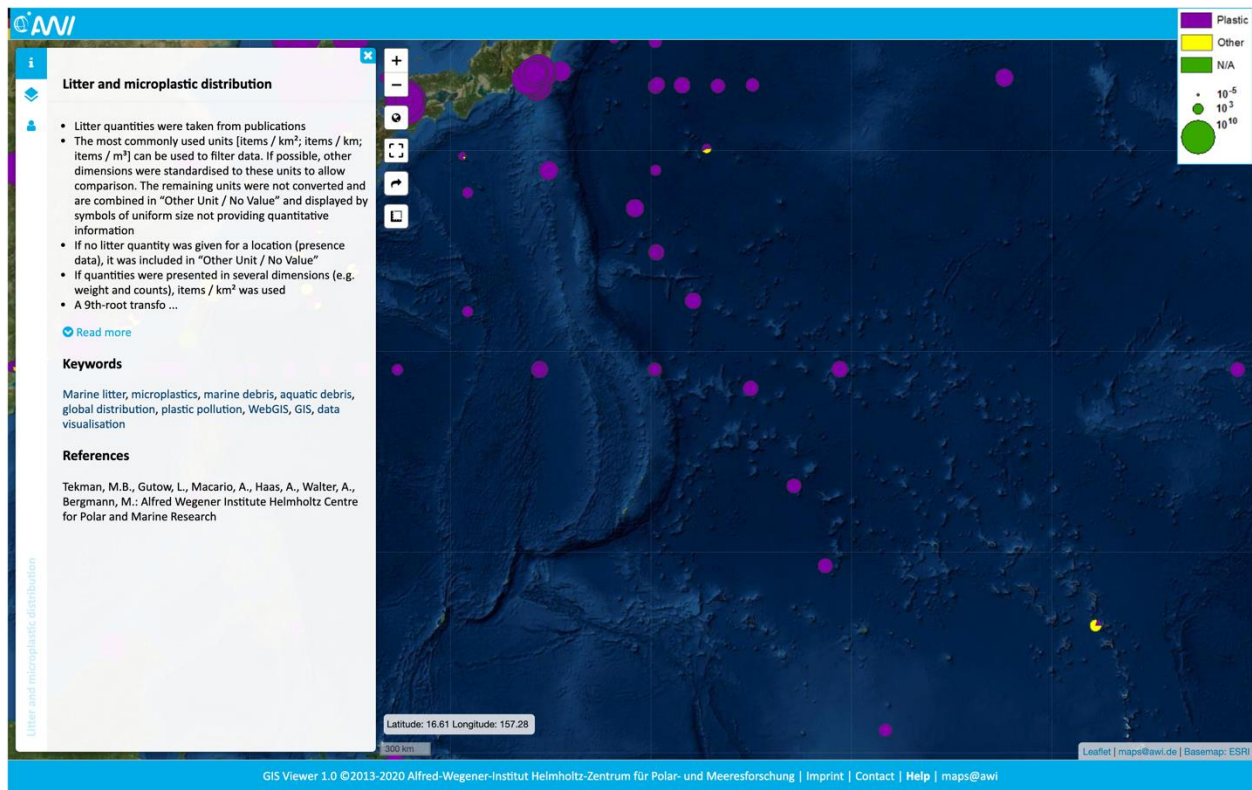 AWI
Plastic
Other
N/A
10⁻⁵
10³
10¹⁰
i
Litter and microplastic distribution
• Litter quantities were taken from publications
• The most commonly used units [items / km²; items / km;
items / m³] can be used to filter data. If possible, other
dimensions were standardised to these units to allow
comparison. The remaining units were not converted and
are combined in “Other Unit / No Value” and displayed by
symbols of uniform size not providing quantitative
information
• If no litter quantity was given for a location (presence
data), it was included in “Other Unit / No Value”
• If quantities were presented in several dimensions (e.g.
weight and counts), items / km² was used
• A 9th-root transfo ...
Read more
Keywords
Marine litter, microplastics, marine debris, aquatic debris,
global distribution, plastic pollution, WebGIS, GIS, data
visualisation
References
Tekman, M.B., Gutow, L., Macario, A., Haas, A., Walter, A.,
Bergmann, M.: Alfred Wegener Institute Helmholtz Centre
for Polar and Marine Research
Litter and microplastic distribution
+
−
Latitude: 16.61 Longitude: 157.28
300 km
Leaflet | maps@awi.de | Basemap: ESRI
GIS Viewer 1.0 ©2013-2020 Alfred-Wegener-Institut Helmholtz-Zentrum für Polar- und Meeresforschung | Imprint | Contact | Help | maps@awi